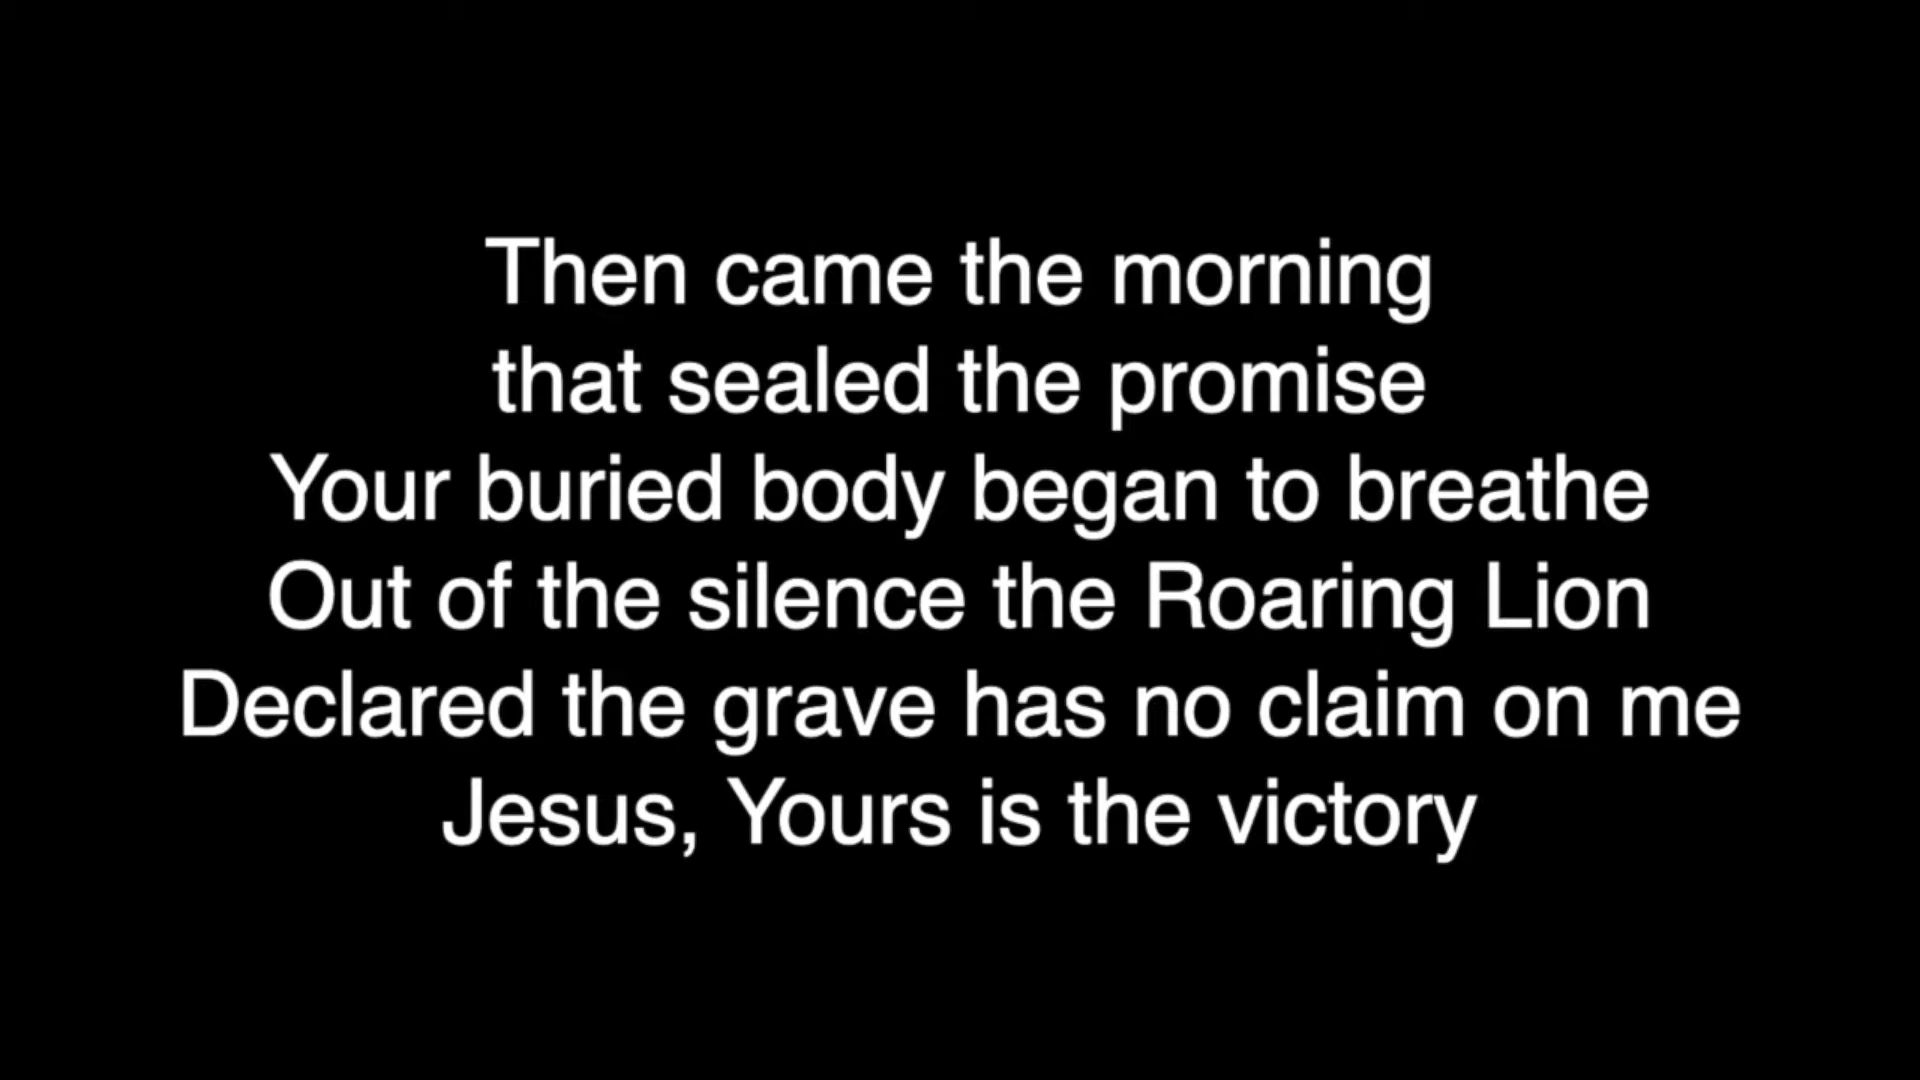 Then came the morning
that sealed the promise
Your buried body began to breathe
Out of the silence the Roaring Lion
Declared the grave has no claim on me
Jesus, Yours is the victory